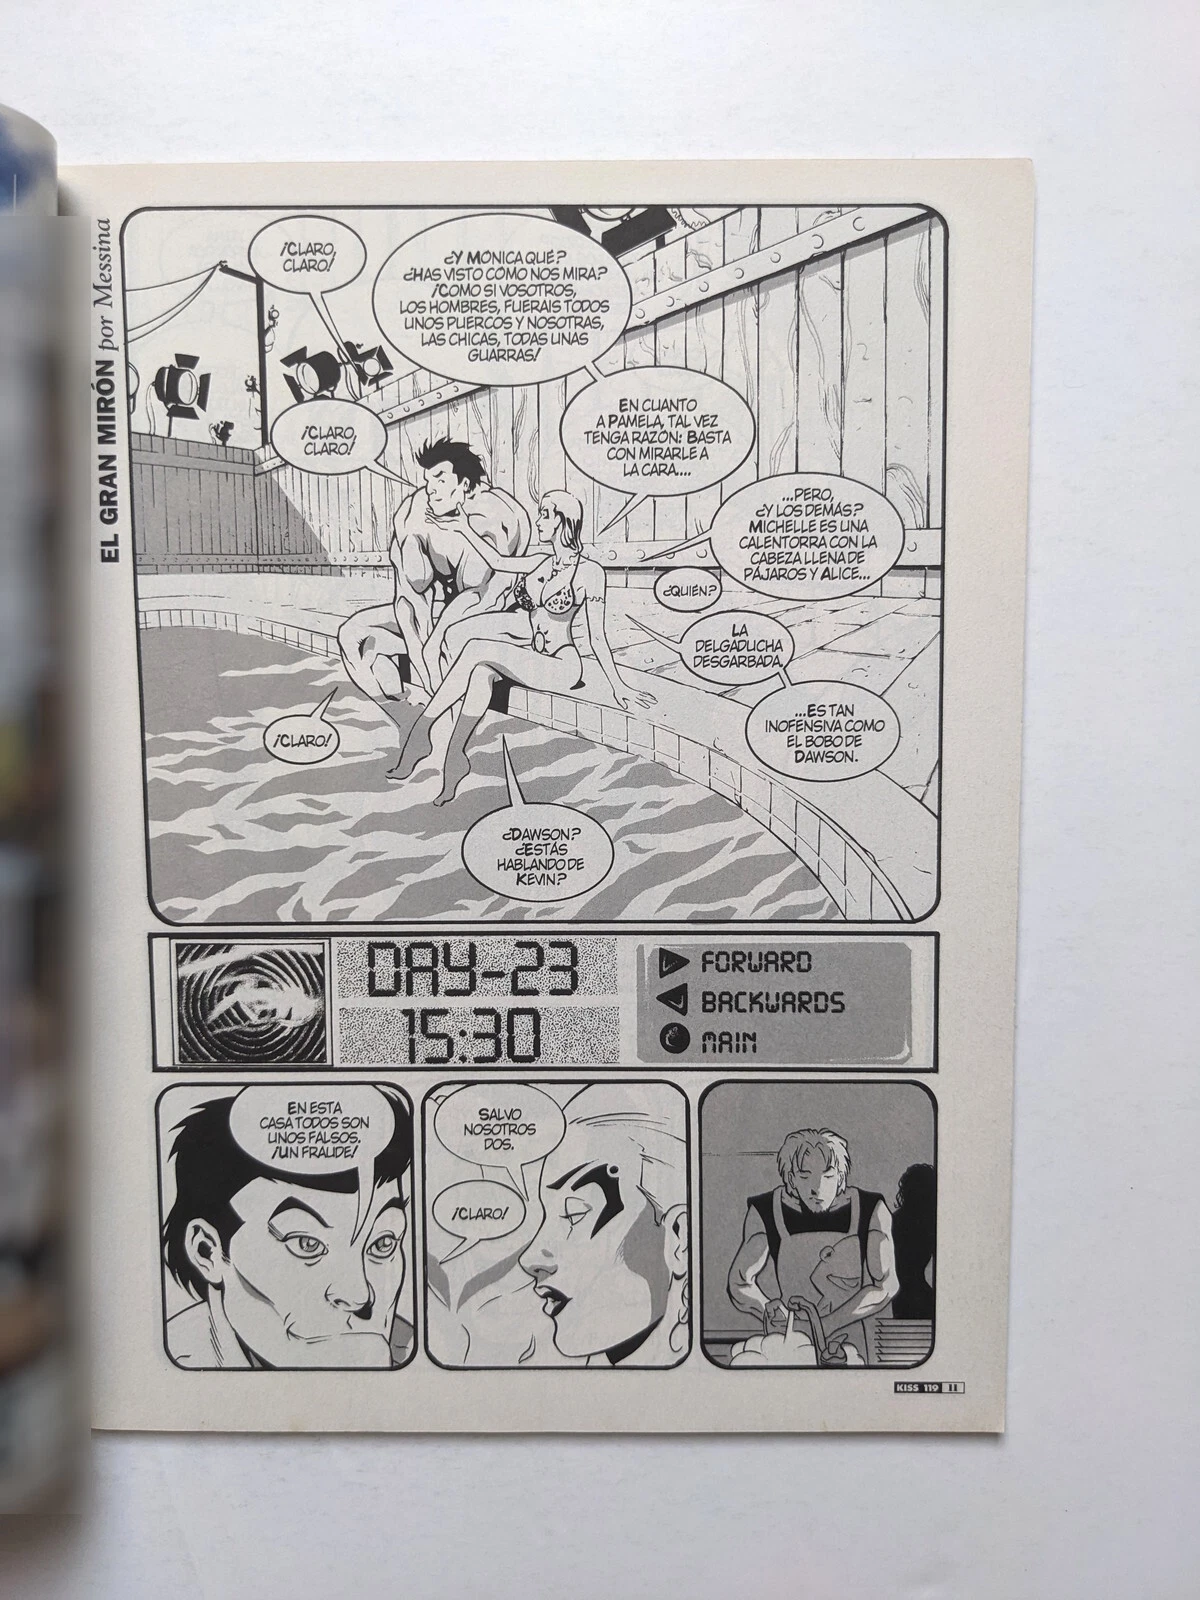 EL GRAN MIRÓN por Messina
¡CLARO,
CLARO!
¿Y MÓNICA QUÉ?
¿HAS VISTO CÓMO NOS MIRA?
¡COMO SI VOSOTROS,
LOS HOMBRES, FUERAIS TODOS
UNOS PUERCOS Y NOSOTRAS,
LAS CHICAS, TODAS UNAS
GUARRAS!
¡CLARO,
CLARO!
EN CUANTO
A PAMELA, TAL VEZ
TENGA RAZÓN: BASTA
CON MIRARLE A
LA CARA....
...PERO,
¿Y LOS DEMÁS?
MICHELLE ES UNA
CALENTORRA CON LA
CABEZA LLENA DE
PÁJAROS Y ALICE...
¿QUIÉN?
LA
DELGADUCHA
DESGARBADA,
...ES TAN
INOFENSIVA COMO
EL BOBO DE
DAWSON.
¡CLARO!
¿DAWSON?
¿ESTÁS
HABLANDO DE
KEVIN?
DAY-23
15:30
FORWARD
BACKWARDS
MAIN
EN ESTA
CASA TODOS SON
UNOS FALSOS.
¡UN FRAUDE!
SALVO
NOSOTROS
DOS.
¡CLARO!
KISS 119 11